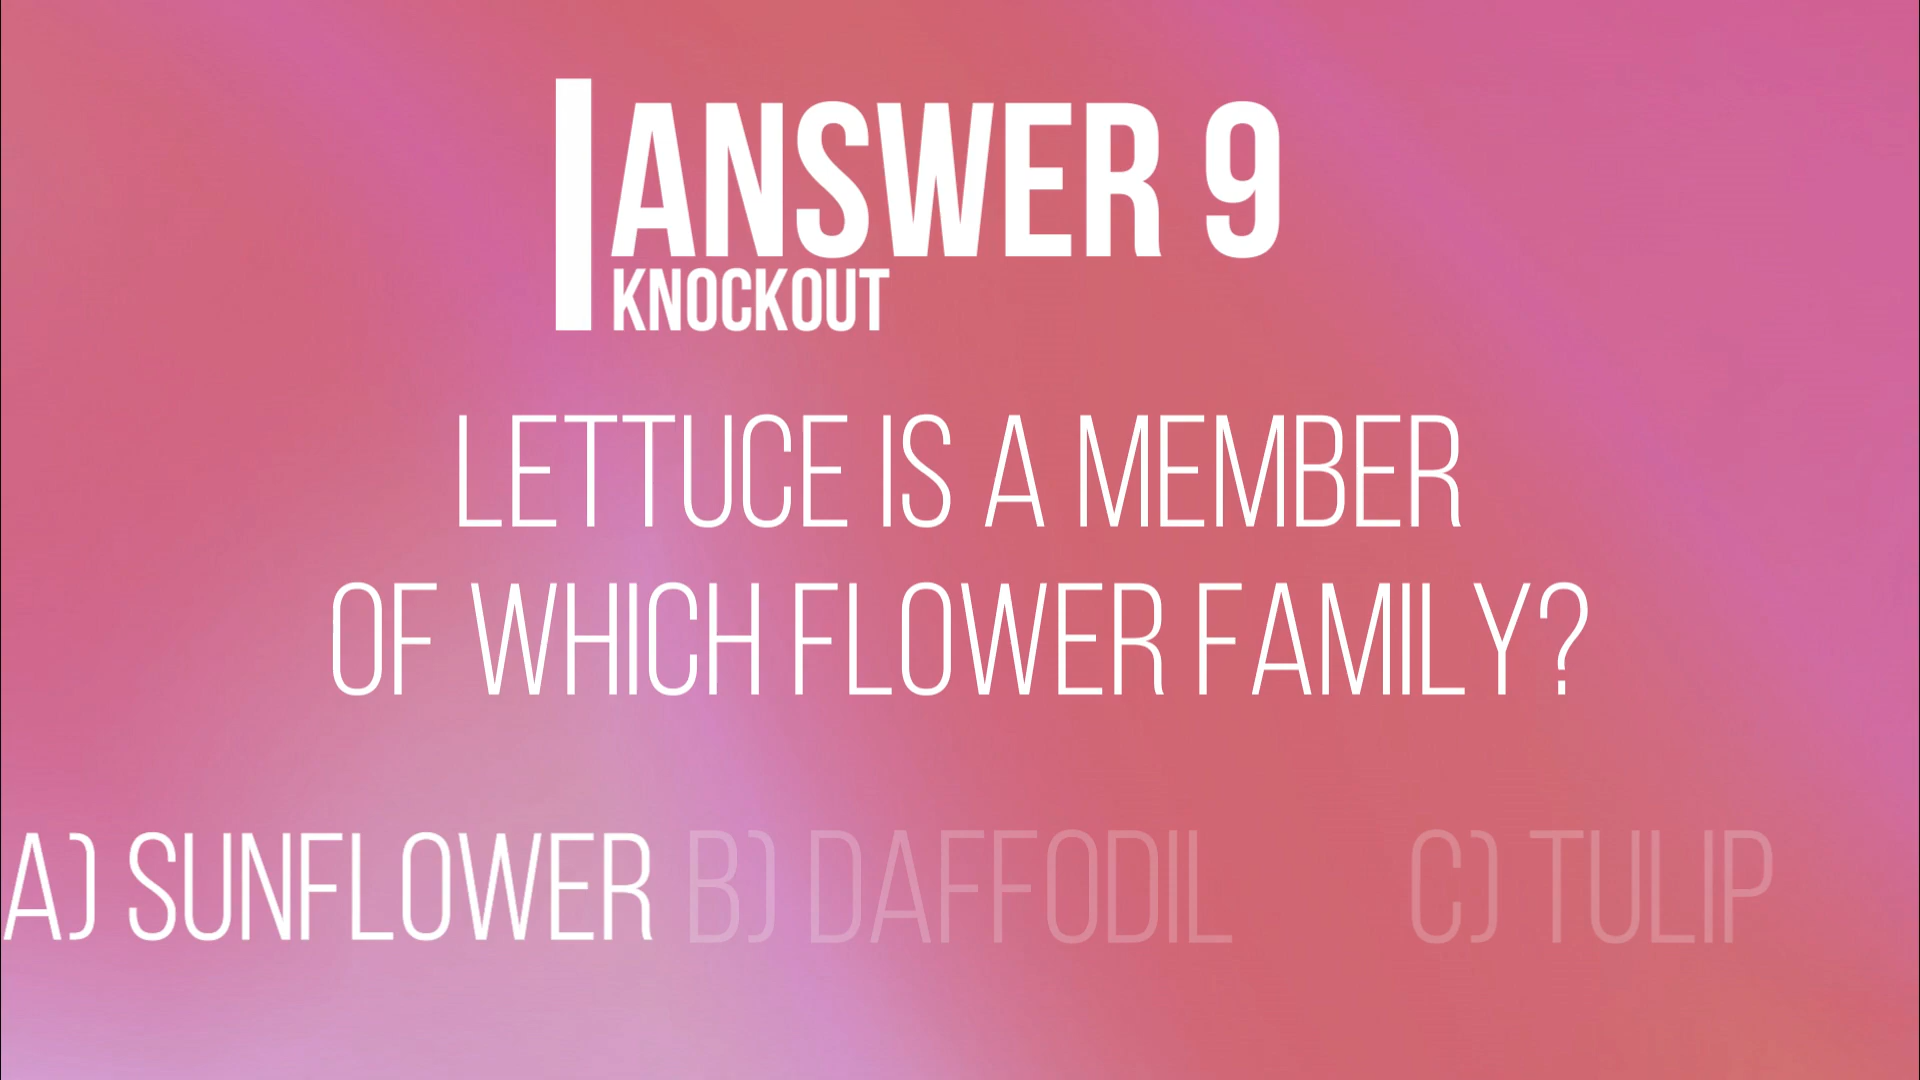 ANSWER 9
KNOCKOUT
LETTUCE IS A MEMBER
OF WHICH FLOWER FAMILY?
A) SUNFLOWER B) DAFFODIL C) TULIP